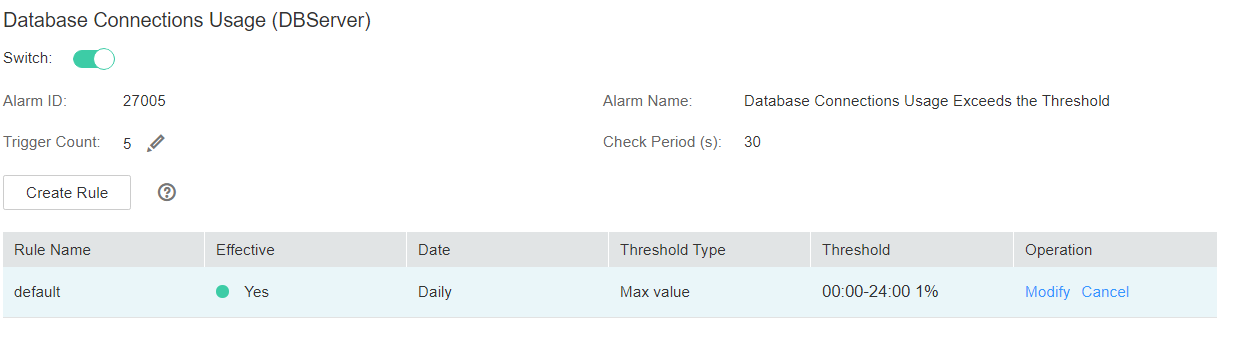 Database Connections Usage (DBServer)
Switch:
Alarm ID: 27005 Alarm Name: Database Connections Usage Exceeds the Threshold
Trigger Count: 5 Check Period (s): 30
Create Rule ?
Rule Name Effective Date Threshold Type Threshold Operation
default Yes Daily Max value 00:00-24:00 1% Modify Cancel